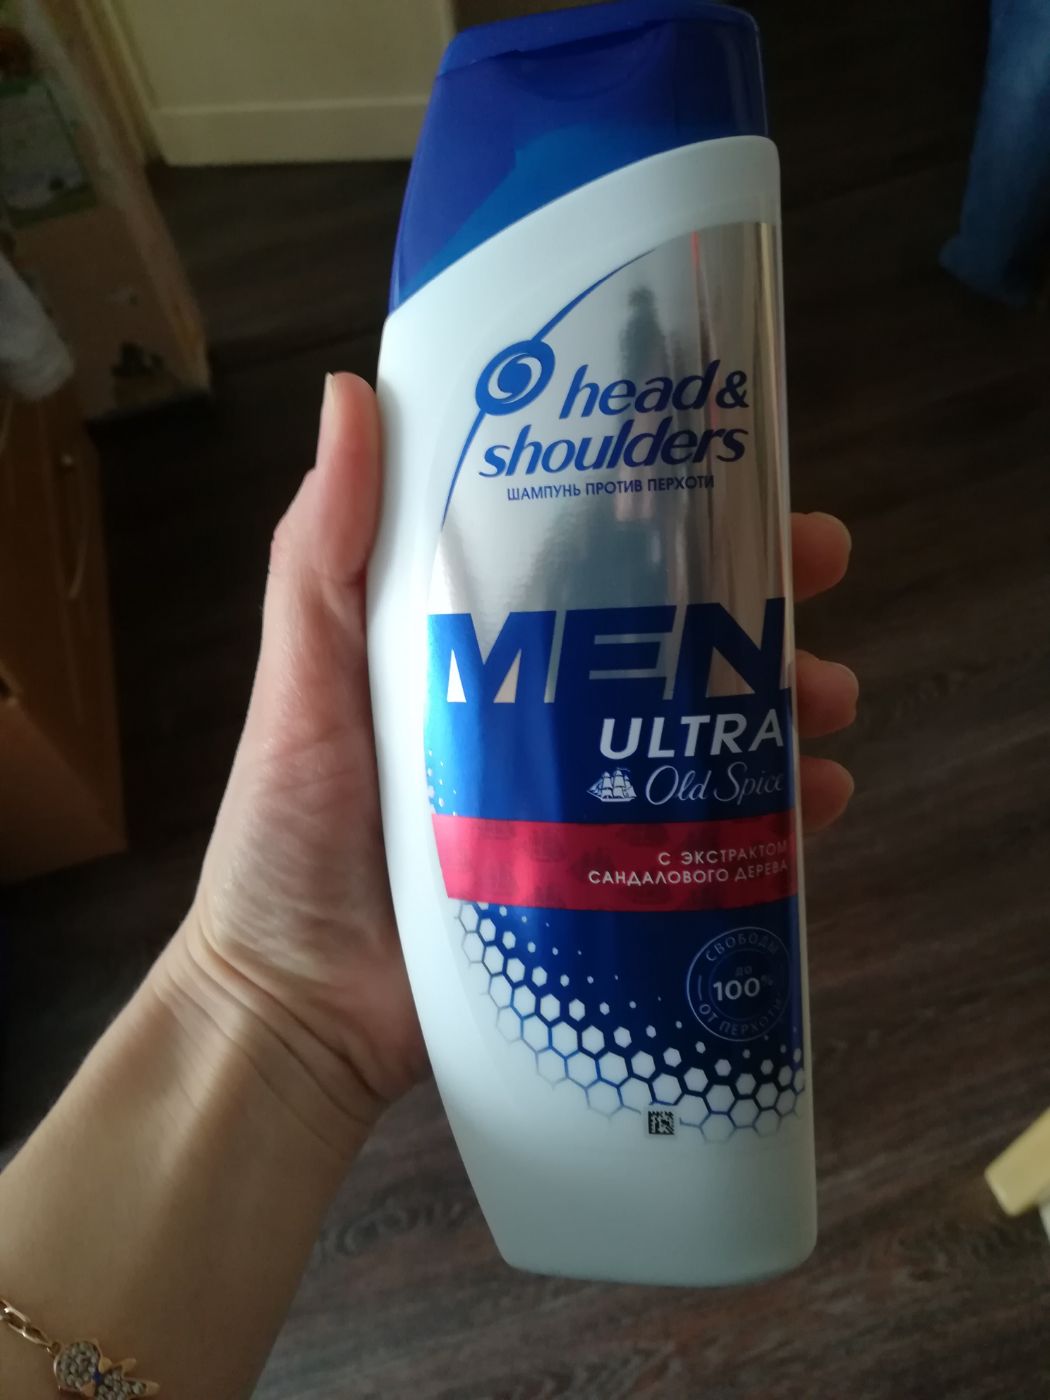 head &
shoulders
ШАМПУНЬ ПРОТИВ ПЕРХОТИ
MEN
ULTRA
Old Spice
С ЭКСТРАКТОМ
САНДАЛОВОГО ДЕРЕВА
СВОБОДЫ
ДО
100%
ОТ ПЕРХОТИ